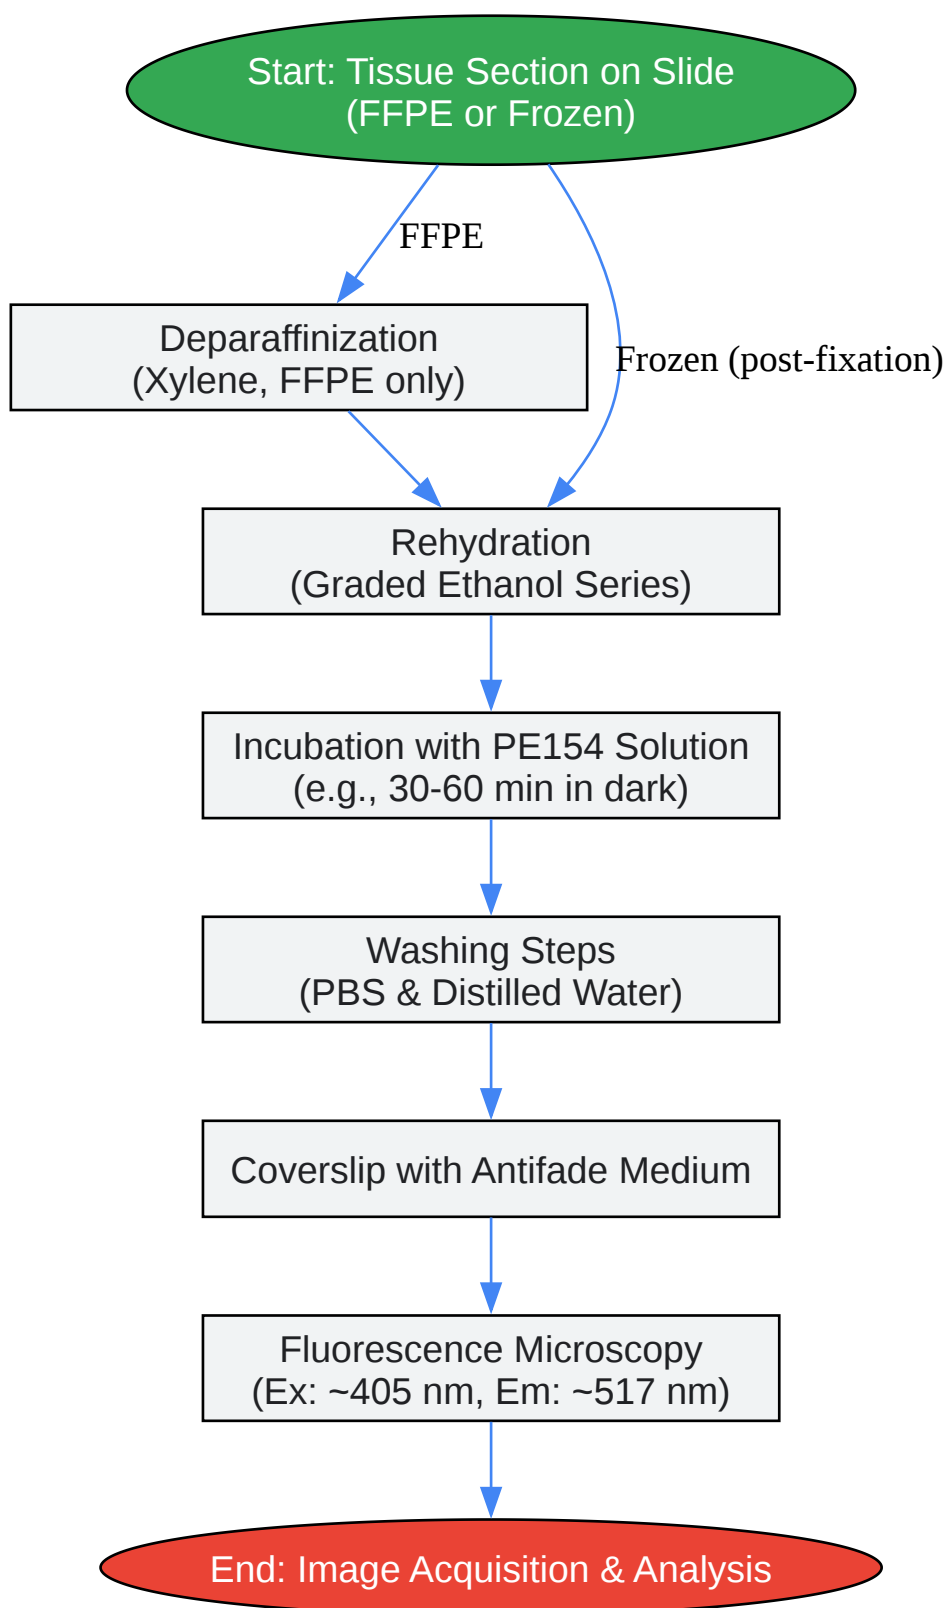 Start: Tissue Section on Slide
(FFPE or Frozen)
FFPE
Deparaffinization
(Xylene, FFPE only)
Frozen (post-fixation)
Rehydration
(Graded Ethanol Series)
Incubation with PE154 Solution
(e.g., 30-60 min in dark)
Washing Steps
(PBS & Distilled Water)
Coverslip with Antifade Medium
Fluorescence Microscopy
(Ex: ~405 nm, Em: ~517 nm)
End: Image Acquisition & Analysis